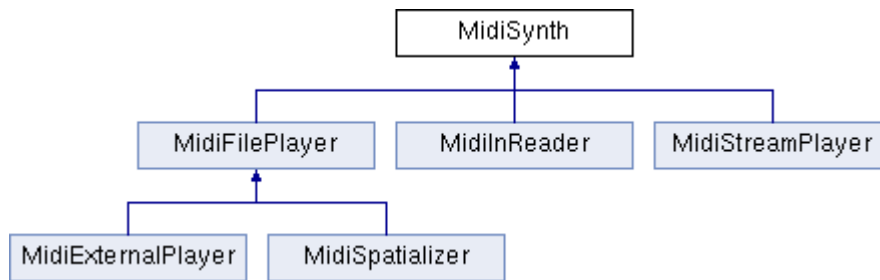 MidiSynth
MidiFilePlayer
MidiInReader
MidiStreamPlayer
MidiExternalPlayer
MidiSpatializer